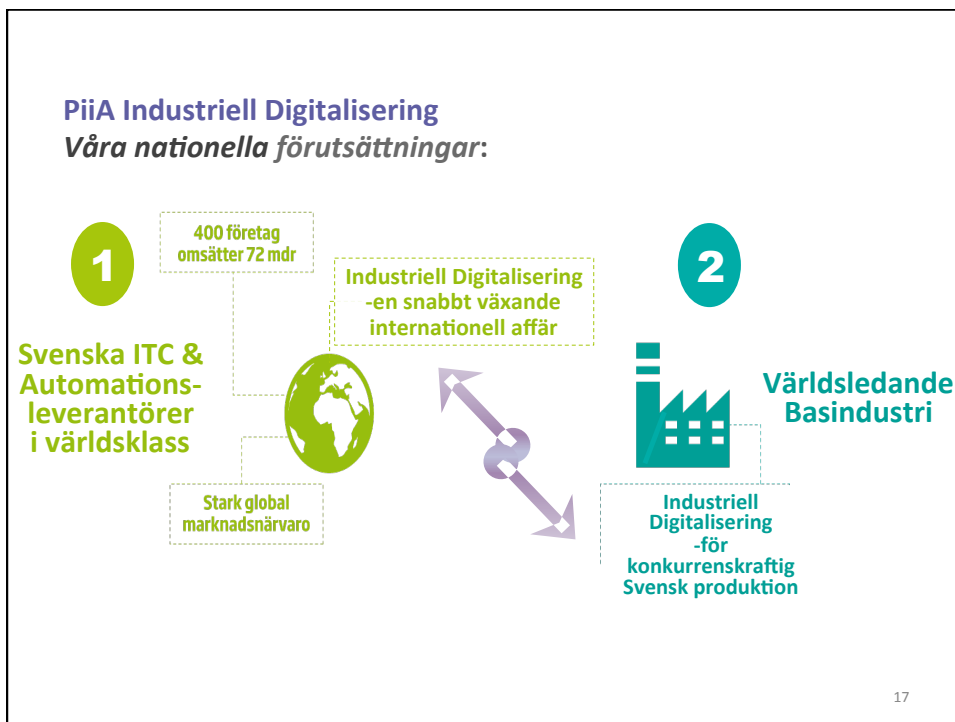 PiiA Industriell Digitalisering
Våra nationella förutsättningar:
1
400 företag
omsätter 72 mdr
Industriell Digitalisering
-en snabbt växande
internationell affär
Svenska ITC &
Automations-
leverantörer
i världsklass
Stark global
marknadsnärvaro
2
Världsledande
Basindustri
Industriell
Digitalisering
-för
konkurrenskraftig
Svensk produktion
17